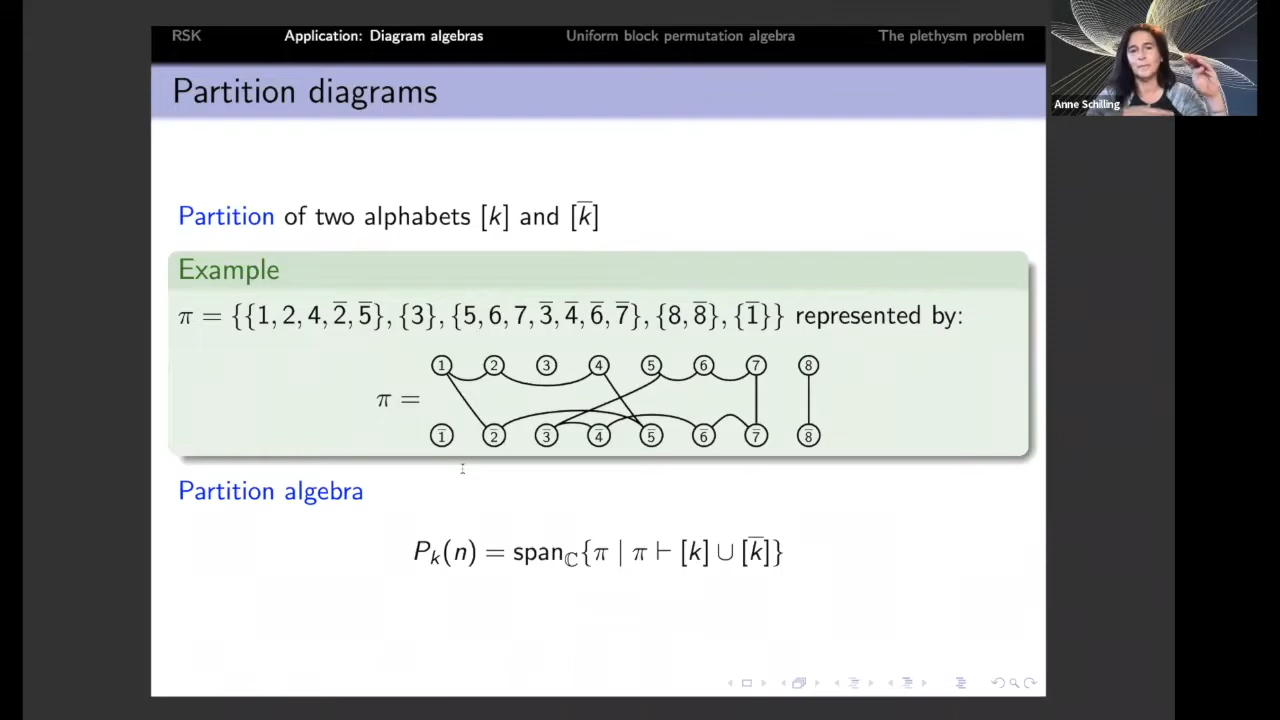 RSK Application: Diagram algebras Uniform block permutation algebra The plethysm problem
Partition diagrams
Anne Schilling
Partition of two alphabets [k] and [k̅]
Example
π = {{1, 2, 4, 2̅, 5̅}, {3}, {5, 6, 7, 3̅, 4̅, 6̅, 7̅}, {8, 8̅}, {1̅}} represented by:
1 2 3 4 5 6 7 8
π =
1̅ 2̅ 3̅ 4̅ 5̅ 6̅ 7̅ 8̅
Partition algebra
Pₖ(n) = span_ℂ{π | π ⊢ [k] ∪ [k̅]}